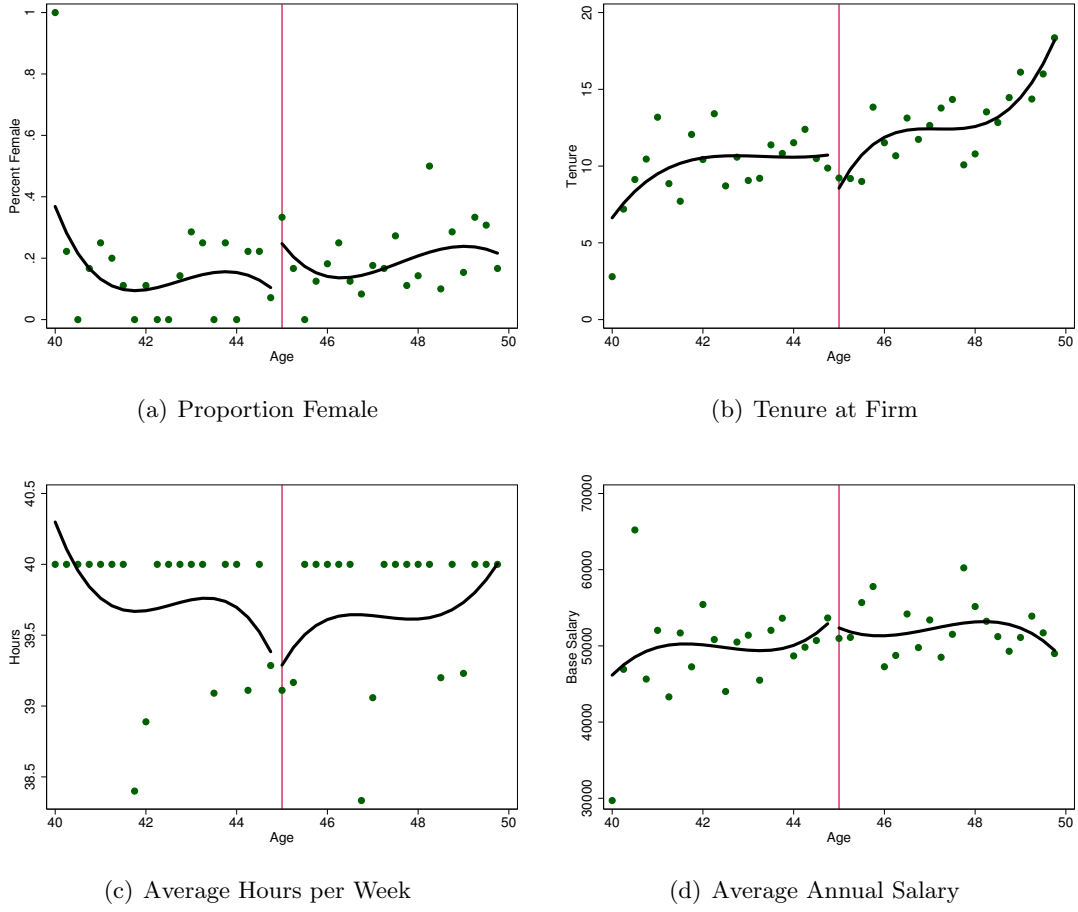 1
.8
.6
.4
.2
0
Percent Female
40 42 44 46 48 50
Age
(a) Proportion Female
20
15
10
5
0
Tenure
40 42 44 46 48 50
Age
(b) Tenure at Firm
40.5
40
39.5
39
38.5
Hours
40 42 44 46 48 50
Age
(c) Average Hours per Week
70000
60000
50000
40000
30000
Base Salary
40 42 44 46 48 50
Age
(d) Average Annual Salary